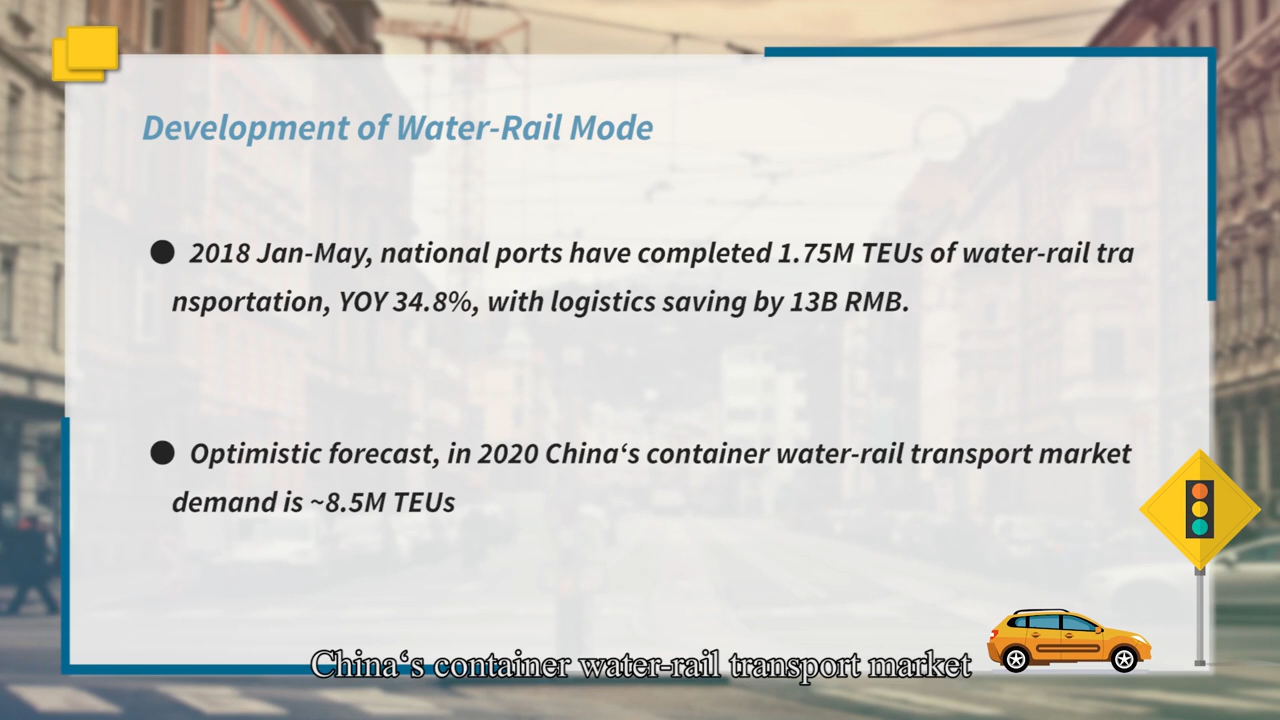 Development of Water-Rail Mode
● 2018 Jan-May, national ports have completed 1.75M TEUs of water-rail tra
nsportation, YOY 34.8%, with logistics saving by 13B RMB.
● Optimistic forecast, in 2020 China‘s container water-rail transport market
demand is ~8.5M TEUs
China‘s container water-rail transport market